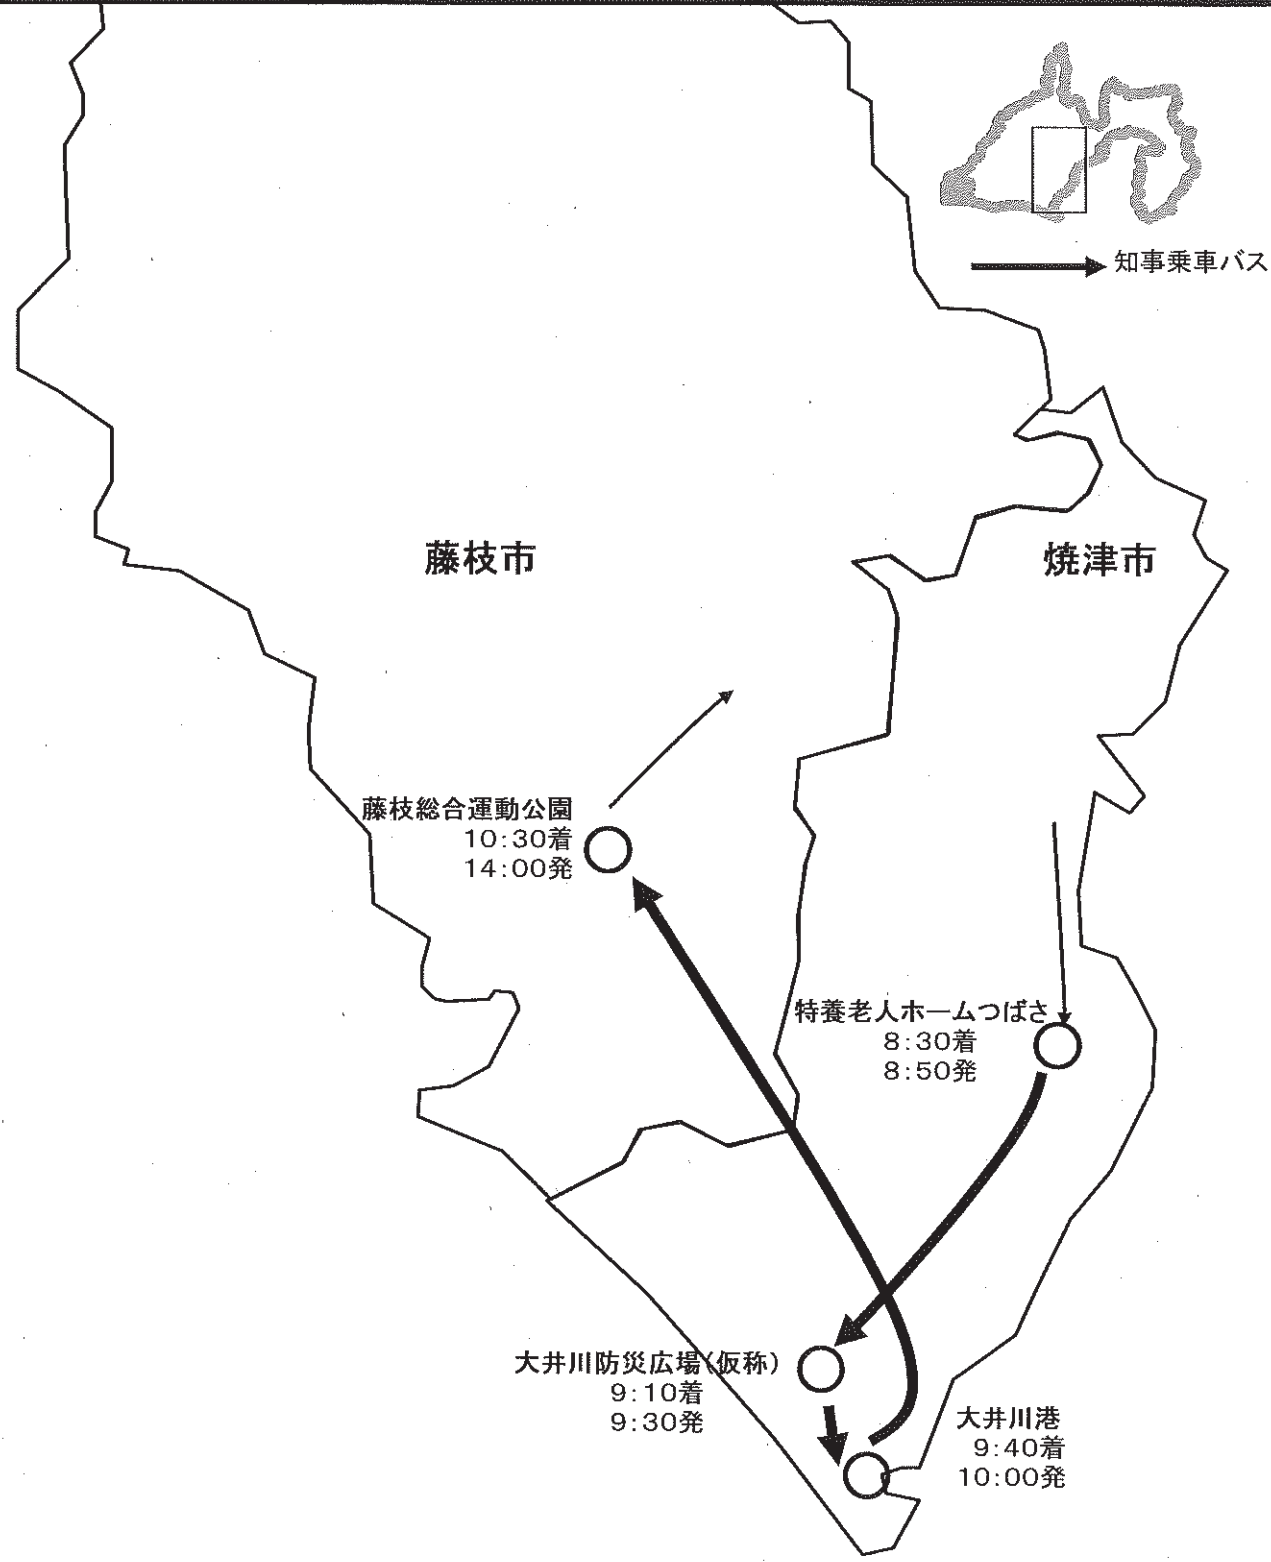 知事乗車バス
藤枝市
焼津市
藤枝総合運動公園
10:30着
14:00発
特養老人ホームつばさ
8:30着
8:50発
大井川防災広場(仮称)
9:10着
9:30発
大井川港
9:40着
10:00発